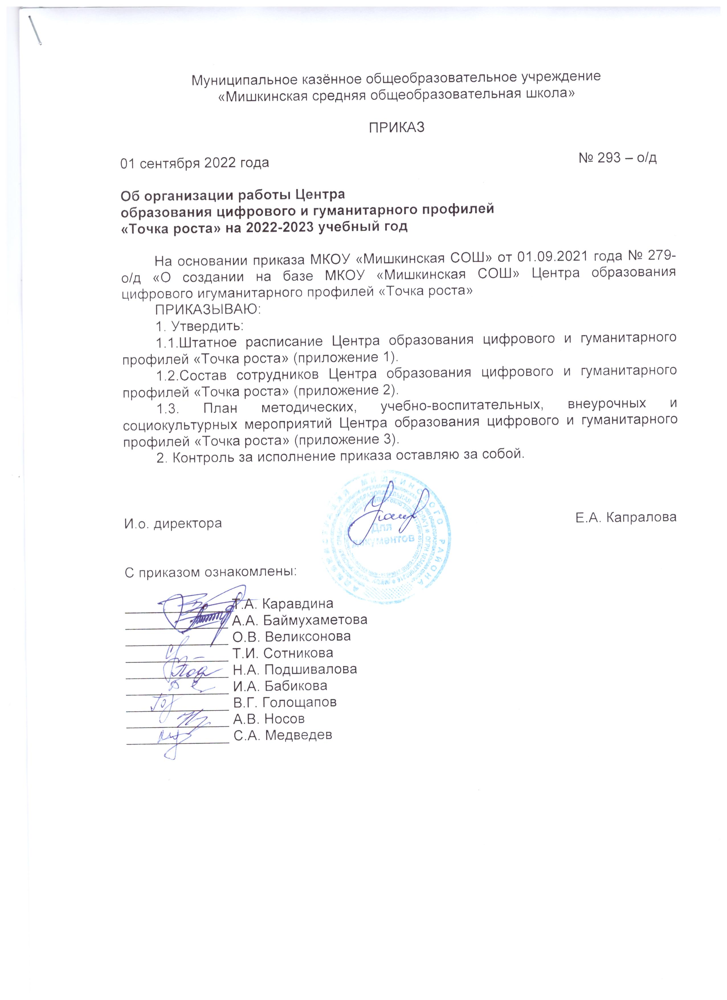 Муниципальное казённое общеобразовательное учреждение
«Мишкинская средняя общеобразовательная школа»
ПРИКАЗ
01 сентября 2022 года № 293 – о/д
Об организации работы Центра
образования цифрового и гуманитарного профилей
«Точка роста» на 2022-2023 учебный год
На основании приказа МКОУ «Мишкинская СОШ» от 01.09.2021 года № 279-
о/д «О создании на базе МКОУ «Мишкинская СОШ» Центра образования
цифрового игуманитарного профилей «Точка роста»
ПРИКАЗЫВАЮ:
1. Утвердить:
1.1.Штатное расписание Центра образования цифрового и гуманитарного
профилей «Точка роста» (приложение 1).
1.2.Состав сотрудников Центра образования цифрового и гуманитарного
профилей «Точка роста» (приложение 2).
1.3. План методических, учебно-воспитательных, внеурочных и
социокультурных мероприятий Центра образования цифрового и гуманитарного
профилей «Точка роста» (приложение 3).
2. Контроль за исполнение приказа оставляю за собой.
И.о. директора Е.А. Капралова
МИШКИНСКОГО РАЙОНА
Для
документов
С приказом ознакомлены:
Т.А. Каравдина
А.А. Баймухаметова
О.В. Великсонова
Т.И. Сотникова
Н.А. Подшивалова
И.А. Бабикова
В.Г. Голощапов
А.В. Носов
С.А. Медведев